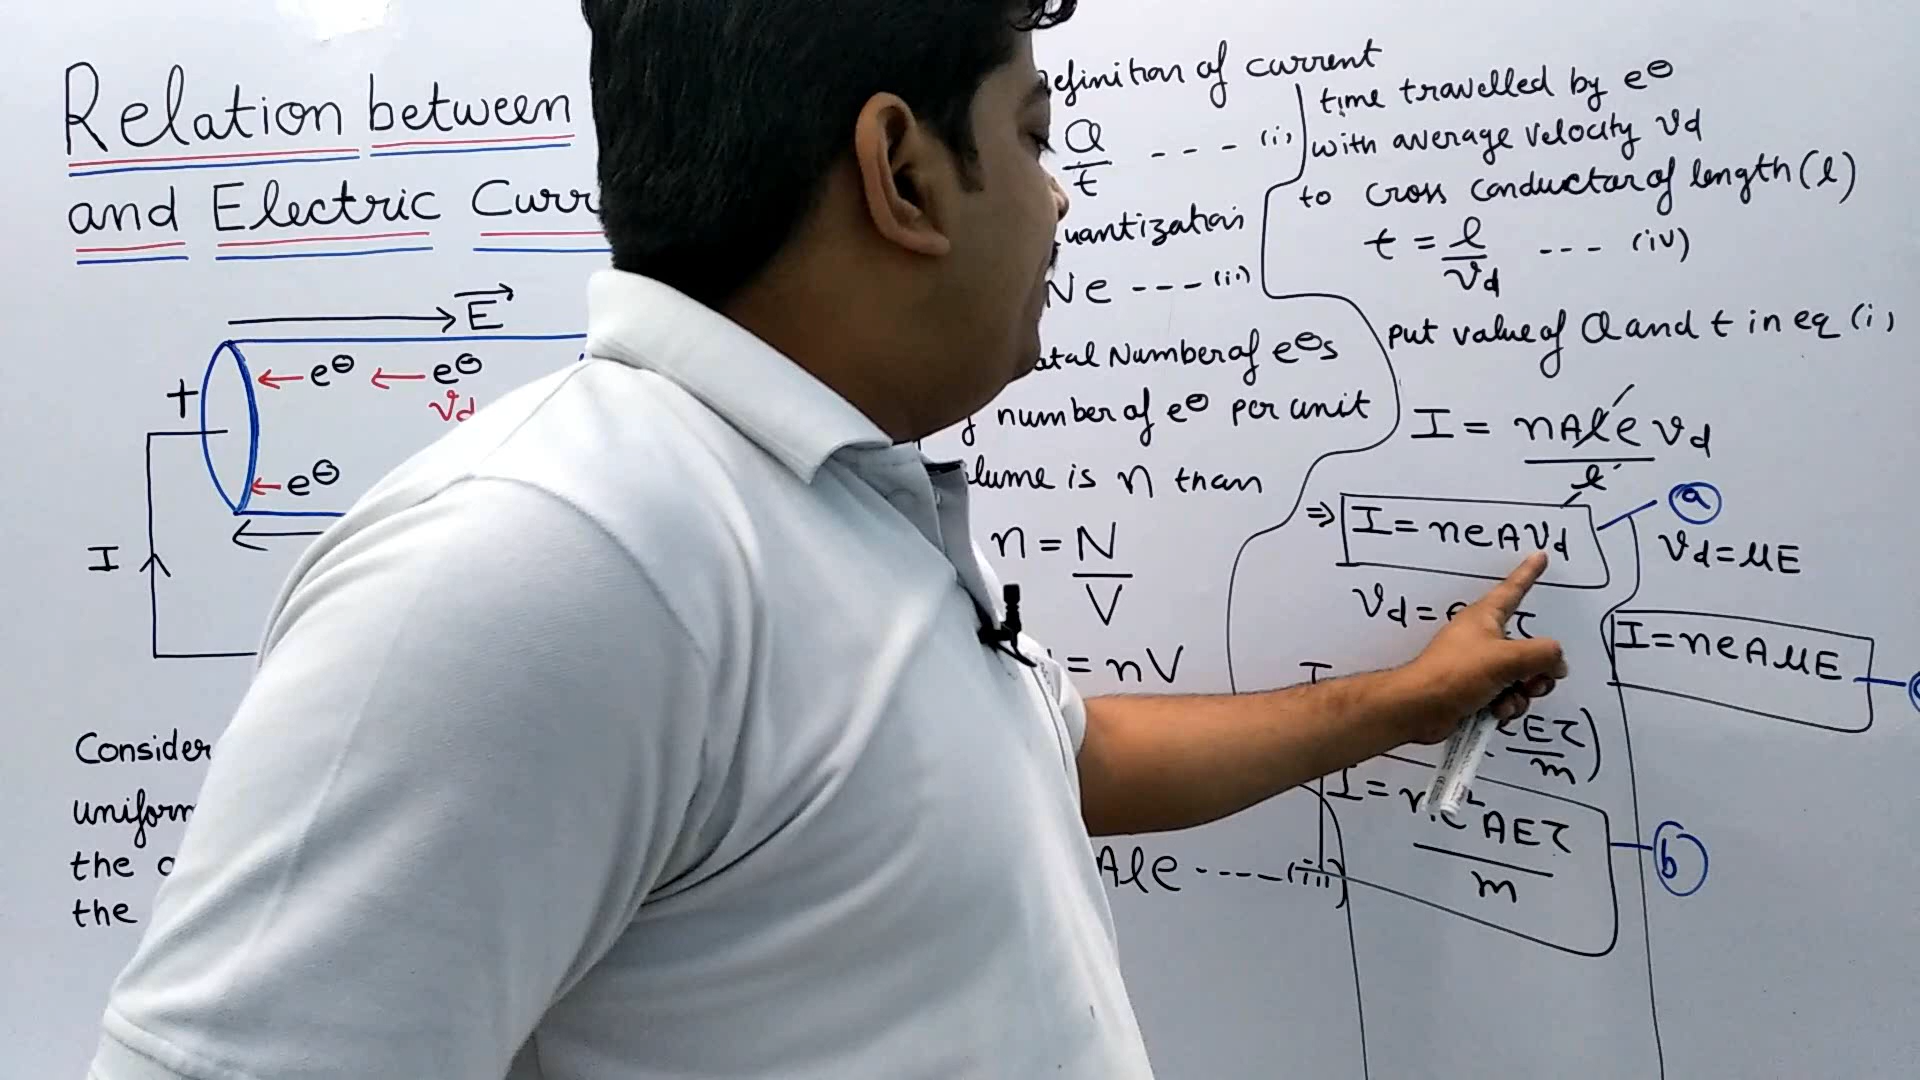 Relation between
and Electric Curr
E
+
e⊖ e⊖
vd
e⊖
I
Consider
uniform
the
the
efinition of current
Q/t - - - (i)
uantization
Ne - - - (ii)
otal Number of e⊖s
number of e⊖ per unit
lume is n than
n = N/V
= nV
Ale - - - - (iii)
time travelled by e⊖
with average velocity vd
to cross conductor of length (l)
t = l/vd - - - (iv)
put value of Q and t in eq (i)
I = nAle vd/l
⇒ I = neAvd
a
vd = μE
vd =
I = neAμE
I
Eτ/m)
I = ne²AEτ/m
b